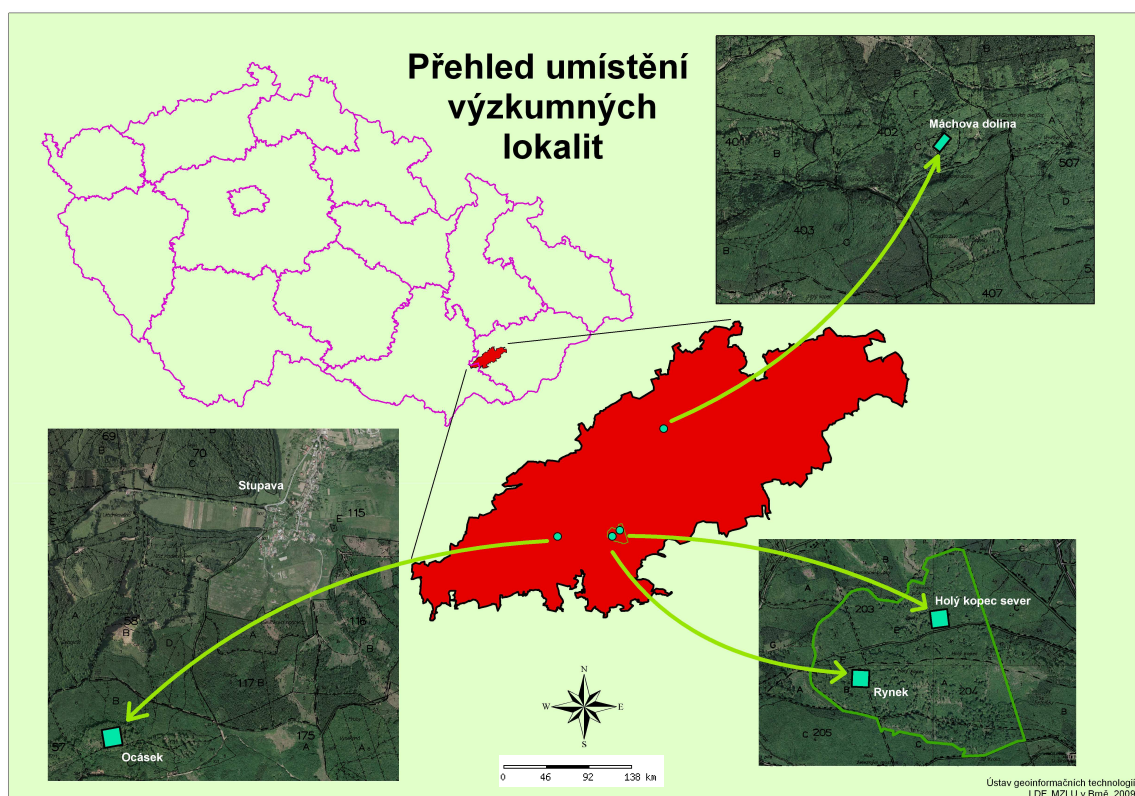 Přehled umístění
výzkumných
lokalit
Máchova dolina
B
C
B
A
F
401
402
C
B
507
A
D
403
C
B
407
69
B
70
C
Stupava
115
E
B
58
B
D
A
116
A
117 B
B
57
175
A
A
Ocásek
Holý kopec sever
203
A
E
C
G
B
A
204
Rynek
B
205
C
C
N
W
E
S
0 46 92 138 km
Ústav geoinformačních technologií
LDF MZLU v Brně, 2009